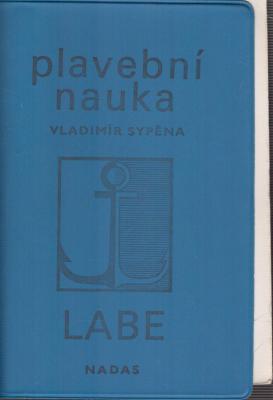 plavební
nauka
VLADIMÍR SYPĚNA
LABE
NADAS